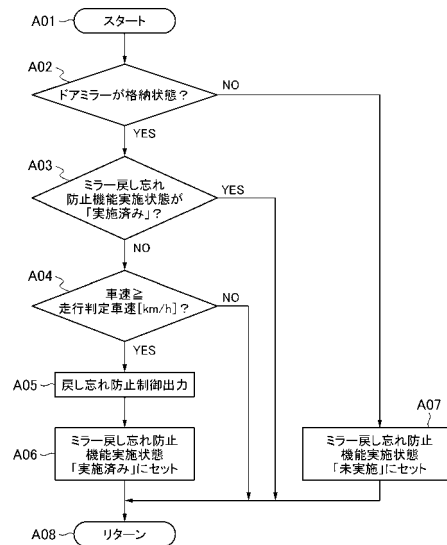 A01
スタート
A02
ドアミラーが格納状態?
NO
YES
A03
ミラー戻し忘れ
防止機能実施状態が
「実施済み」?
YES
NO
A04
車速≧
走行判定車速[km/h]?
NO
YES
A05
戻し忘れ防止制御出力
A06
ミラー戻し忘れ防止
機能実施状態
「実施済み」にセット
A07
ミラー戻し忘れ防止
機能実施状態
「未実施」にセット
A08
リターン